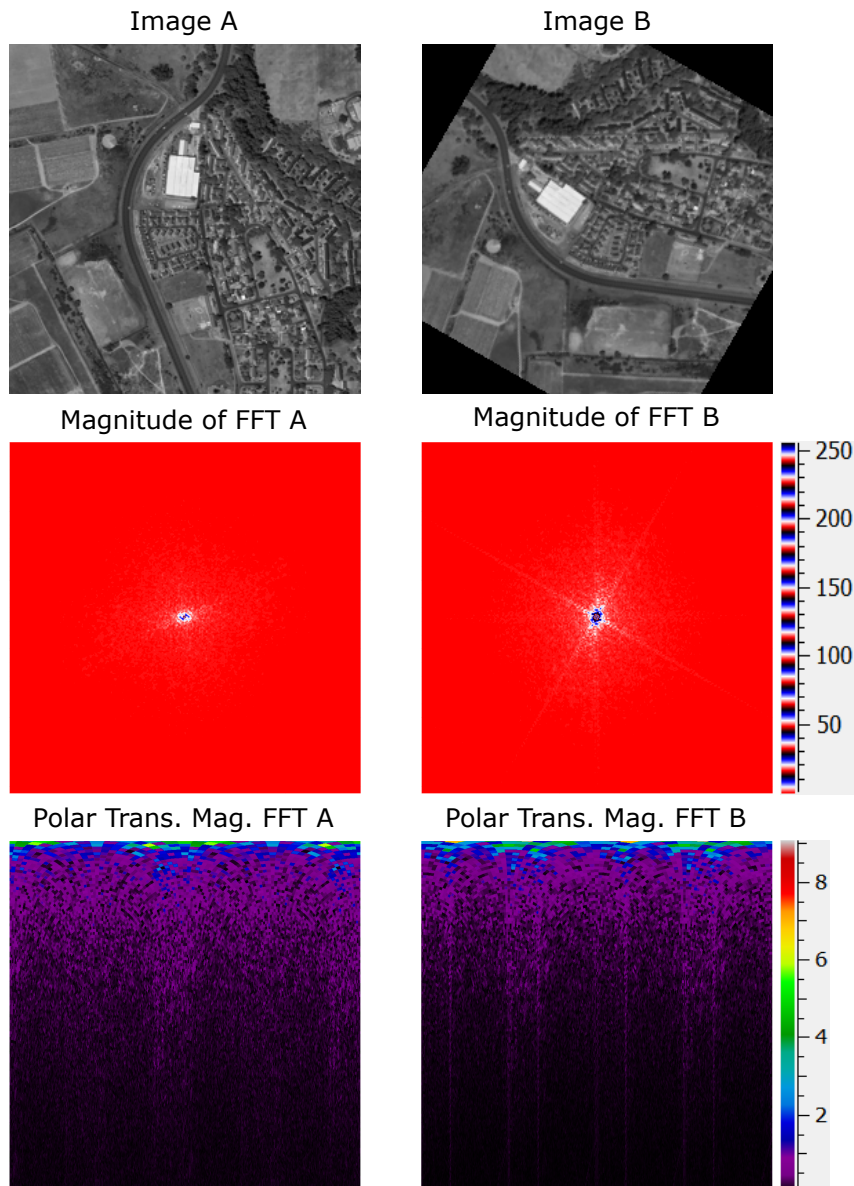 Image A
Image B
Magnitude of FFT A
Magnitude of FFT B
250
200
150
100
50
Polar Trans. Mag. FFT A
Polar Trans. Mag. FFT B
8
6
4
2